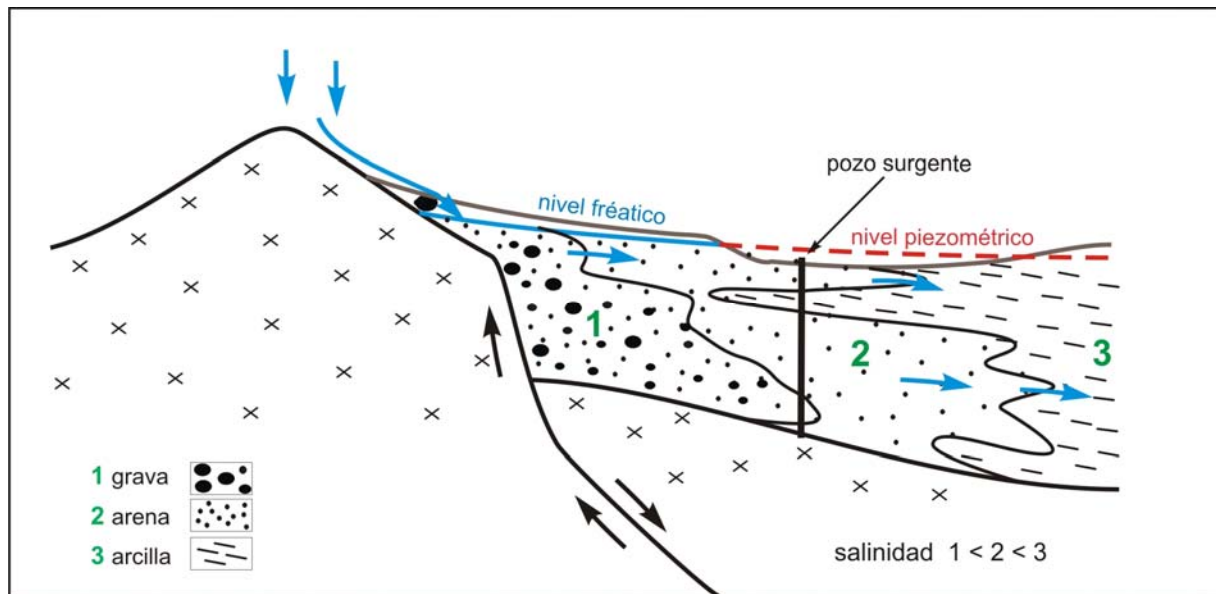 pozo surgente
nivel fréatico
nivel piezométrico
1
2
3
1 grava
2 arena
3 arcilla
salinidad 1 < 2 < 3